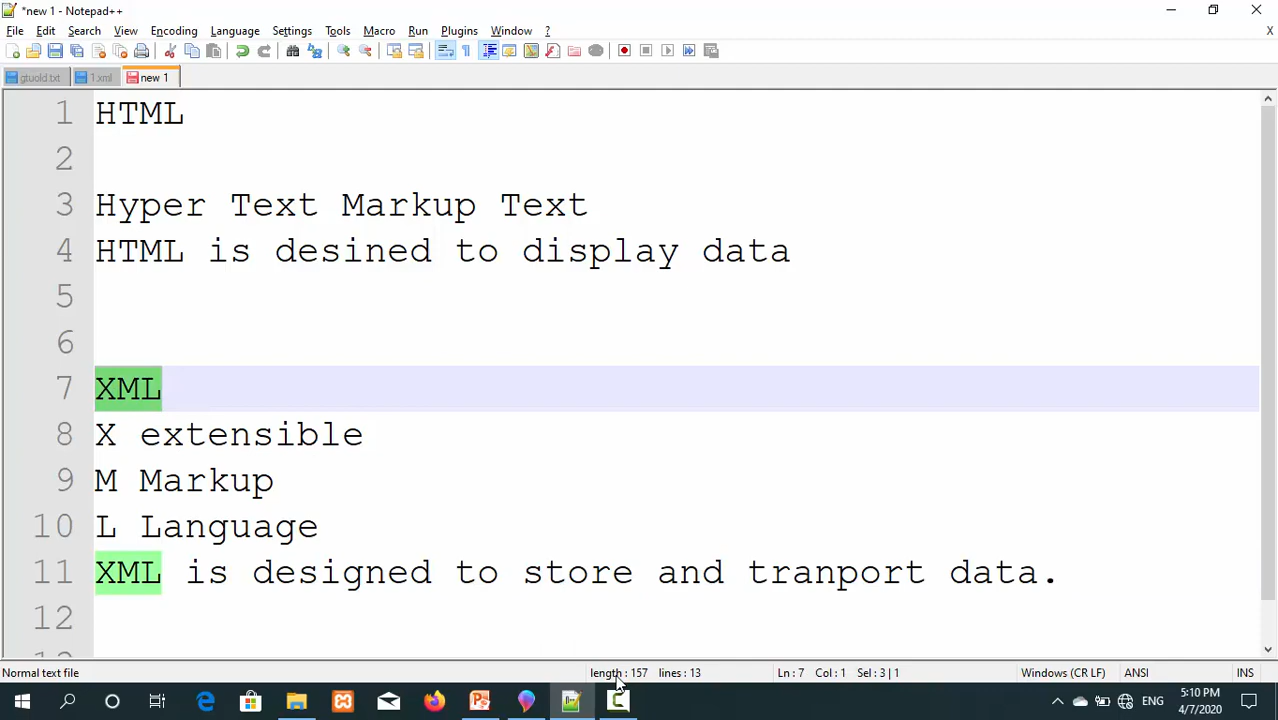 *new 1 - Notepad++
File Edit Search View Encoding Language Settings Tools Macro Run Plugins Window ?
X
gtuold.txt 1.xml new 1
1 HTML
2
3 Hyper Text Markup Text
4 HTML is desined to display data
5
6
7 XML
8 X extensible
9 M Markup
10 L Language
11 XML is designed to store and tranport data.
12
Normal text file length : 157 lines : 13 Ln : 7 Col : 1 Sel : 3 | 1 Windows (CR LF) ANSI INS
ENG 5:10 PM
4/7/2020